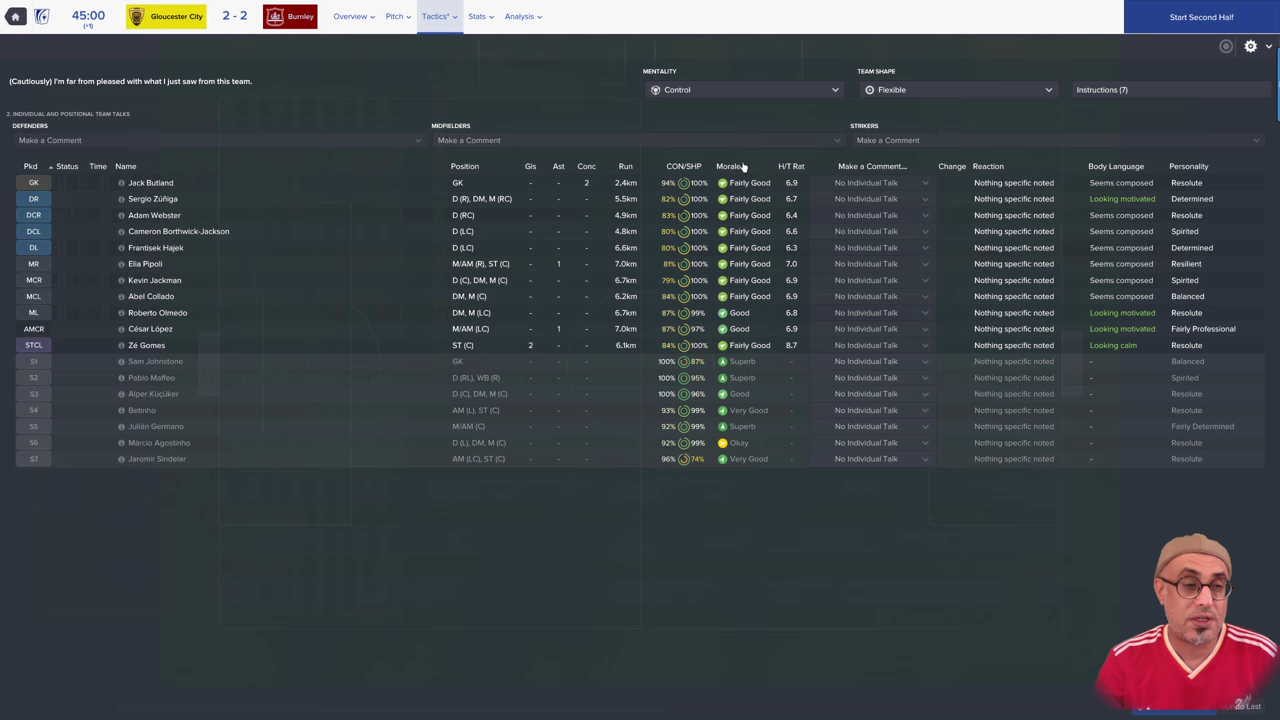 45:00
(+1)
Gloucester City
2 - 2
Burnley
Overview
Pitch
Tactics*
Stats
Analysis
Start Second Half
(Cautiously) I'm far from pleased with what I just saw from this team.
MENTALITY
TEAM SHAPE
Control
Flexible
Instructions (7)
2. INDIVIDUAL AND POSITIONAL TEAM TALKS
DEFENDERS
MIDFIELDERS
STRIKERS
Make a Comment
Make a Comment
Make a Comment
Pkd Status Time Name Position Gls Ast Conc Run CON/SHP Morale H/T Rat Make a Comment... Change Reaction Body Language Personality
GK Jack Butland GK - - 2 2.4km 94% 100% Fairly Good 6.9 No Individual Talk Nothing specific noted Seems composed Resolute
DR Sergio Zúñiga D (R), DM, M (RC) - - - 5.5km 82% 100% Fairly Good 6.7 No Individual Talk Nothing specific noted Looking motivated Determined
DCR Adam Webster D (RC) - - - 4.9km 83% 100% Fairly Good 6.4 No Individual Talk Nothing specific noted Seems composed Resolute
DCL Cameron Borthwick-Jackson D (LC) - - - 4.8km 80% 100% Fairly Good 6.6 No Individual Talk Nothing specific noted Seems composed Spirited
DL Frantisek Hajek D (LC) - - - 6.6km 80% 100% Fairly Good 6.3 No Individual Talk Nothing specific noted Seems composed Determined
MR Elia Pipoli M/AM (R), ST (C) - 1 - 7.0km 81% 100% Fairly Good 7.0 No Individual Talk Nothing specific noted Seems composed Resilient
MCR Kevin Jackman D (C), DM, M (C) - - - 6.7km 79% 100% Fairly Good 6.9 No Individual Talk Nothing specific noted Seems composed Spirited
MCL Abel Collado DM, M (C) - - - 6.2km 84% 100% Fairly Good 6.9 No Individual Talk Nothing specific noted Seems composed Balanced
ML Roberto Olmedo DM, M (LC) - - - 6.7km 87% 99% Good 6.8 No Individual Talk Nothing specific noted Looking motivated Resolute
AMCR César López M/AM (LC) - 1 - 7.0km 87% 97% Good 6.9 No Individual Talk Nothing specific noted Looking motivated Fairly Professional
STCL Zé Gomes ST (C) 2 - - 6.1km 84% 100% Fairly Good 8.7 No Individual Talk Nothing specific noted Looking calm Resolute
S1 Sam Johnstone GK 100% 87% Superb - No Individual Talk Nothing specific noted - Balanced
S2 Pablo Maffeo D (RL), WB (R) 100% 95% Superb - No Individual Talk Nothing specific noted - Spirited
S3 Alper Küçüker D (C), DM, M (C) 100% 96% Good - No Individual Talk Nothing specific noted - Resolute
S4 Betinho AM (L), ST (C) 93% 99% Very Good - No Individual Talk Nothing specific noted - Resolute
S5 Julián Germano M/AM (C) 92% 99% Superb - No Individual Talk Nothing specific noted - Fairly Determined
S6 Márcio Agostinho D (L), DM, M (C) 92% 99% Okay - No Individual Talk Nothing specific noted - Resolute
S7 Jaromir Sindelar AM (LC), ST (C) 96% 74% Very Good - No Individual Talk Nothing specific noted - Resolute
Undo Last